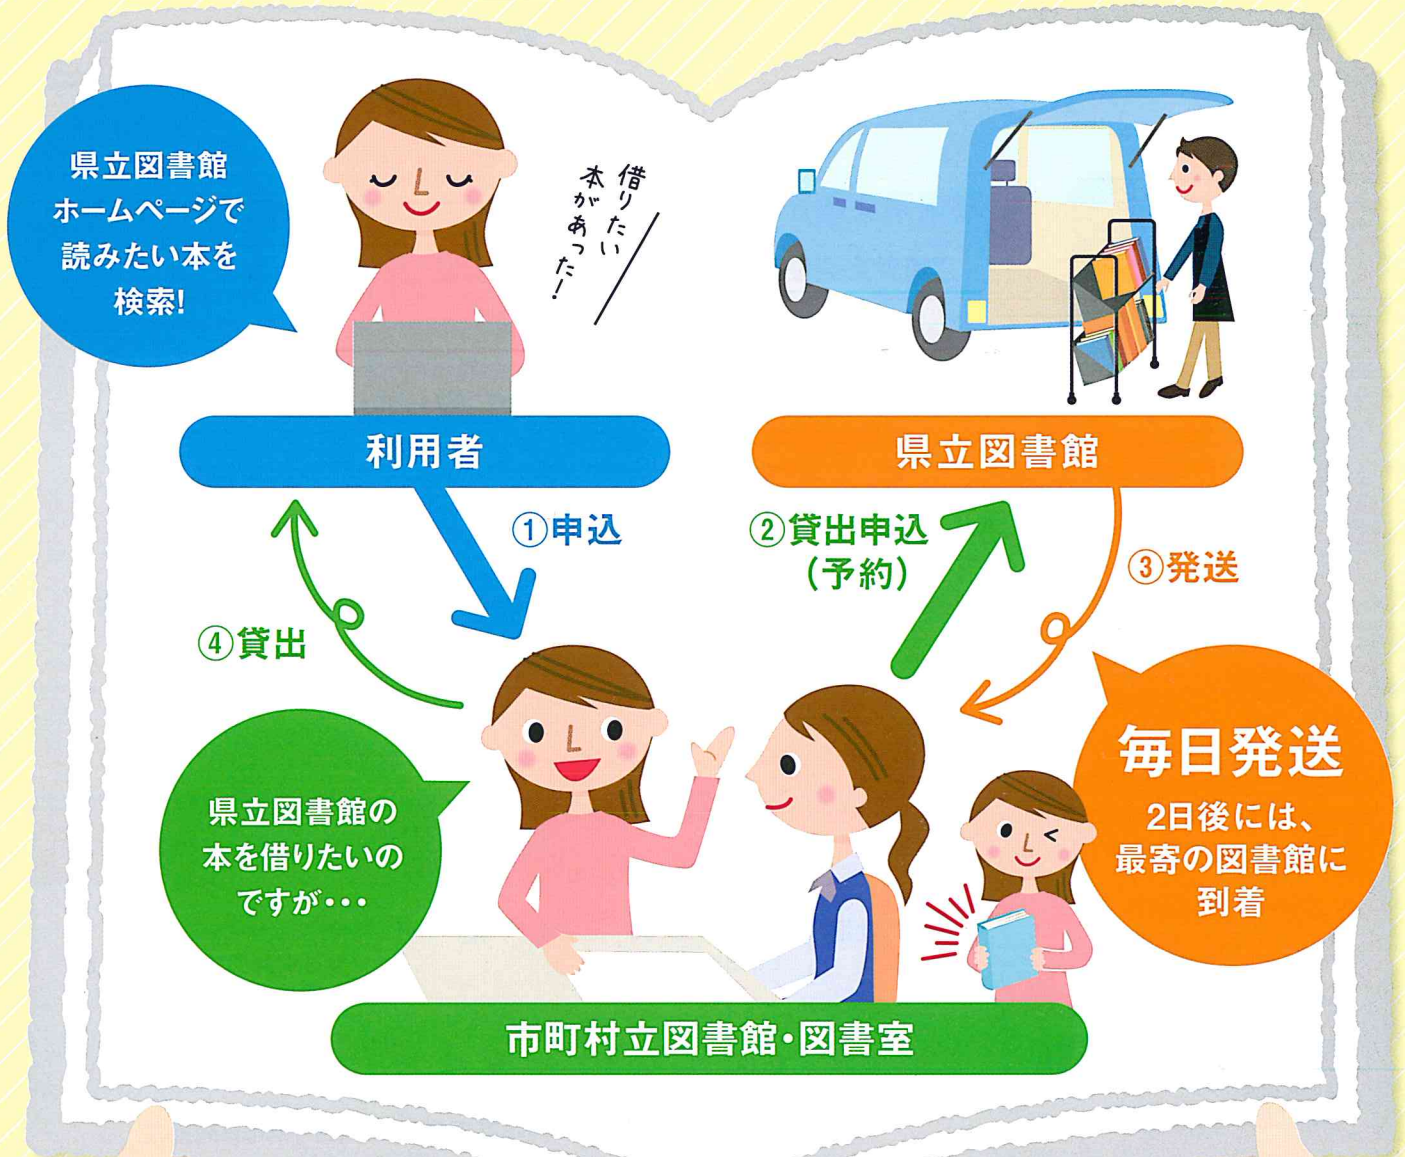 県立図書館
ホームページで
読みたい本を
検索!
借りたい
本があった!
利用者
県立図書館
①申込
②貸出申込
(予約)
③発送
④貸出
県立図書館の
本を借りたいの
ですが・・・
毎日発送
2日後には、
最寄の図書館に
到着
市町村立図書館・図書室